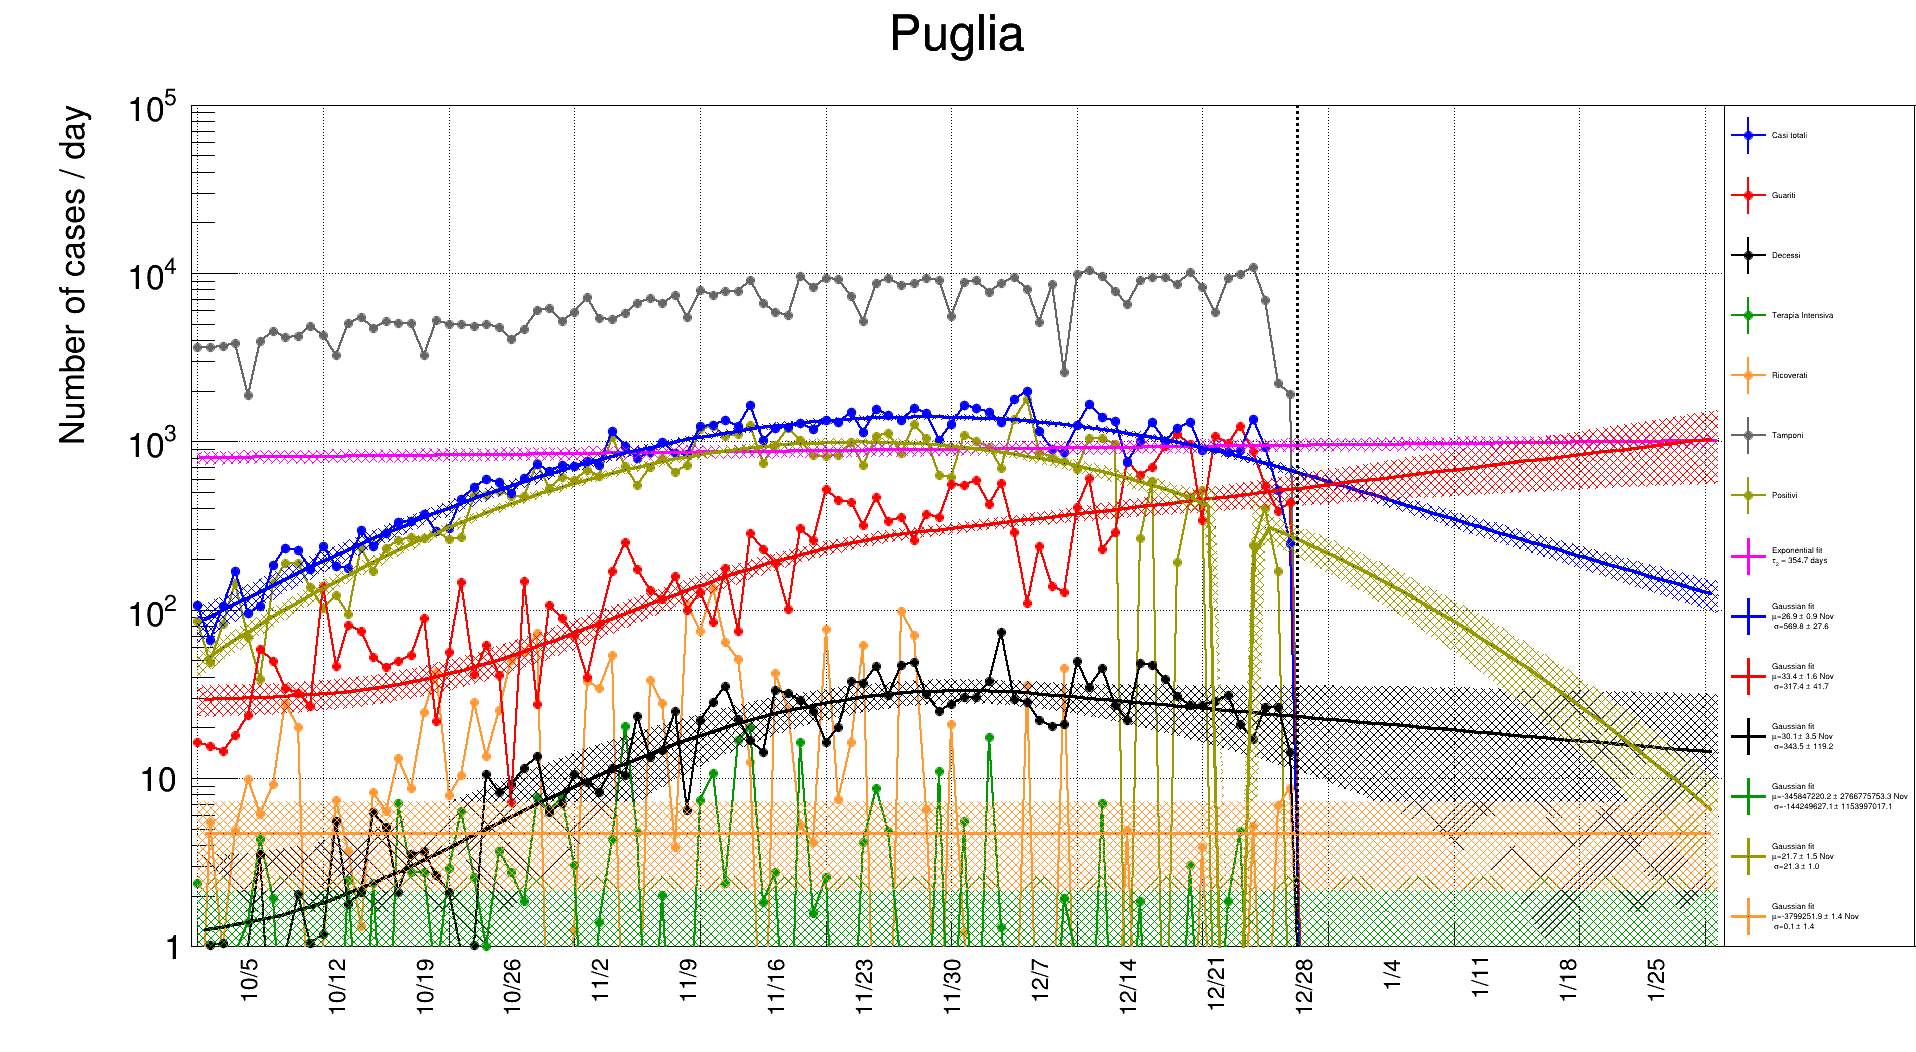 Puglia
Number of cases / day
10^5
10^4
10^3
10^2
10
1
10/5
10/12
10/19
10/26
11/2
11/9
11/16
11/23
11/30
12/7
12/14
12/21
12/28
1/4
1/11
1/18
1/25
Casi totali
Guariti
Decessi
Terapia Intensiva
Ricoverati
Tamponi
Positivi
Exponential fit
τ₂ = 354.7 days
Gaussian fit
μ=26.9 ± 0.9 Nov
σ=569.8 ± 27.6
Gaussian fit
μ=33.4 ± 1.6 Nov
σ=317.4 ± 41.7
Gaussian fit
μ=30.1 ± 3.5 Nov
σ=343.5 ± 119.2
Gaussian fit
μ=-345847220.2 ± 2766775753.3 Nov
σ=-144249627.1 ± 1153997017.1
Gaussian fit
μ=21.7 ± 1.5 Nov
σ=21.3 ± 1.0
Gaussian fit
μ=-3799251.9 ± 1.4 Nov
σ=0.1 ± 1.4